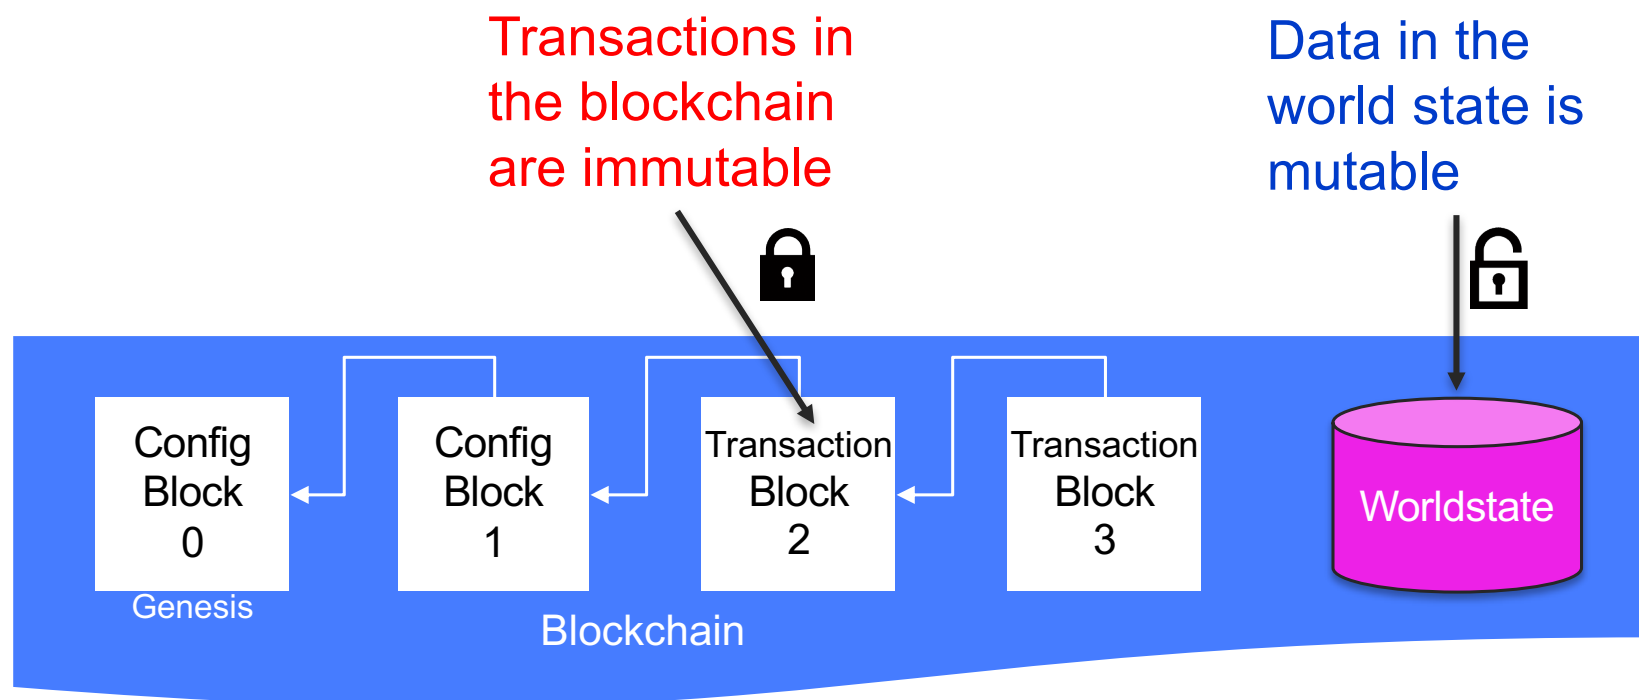 Transactions in
the blockchain
are immutable
Data in the
world state is
mutable
Config
Block
0
Genesis
Config
Block
1
Transaction
Block
2
Transaction
Block
3
Worldstate
Blockchain